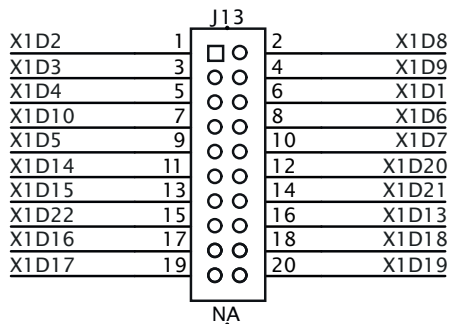 J13
X1D2 1 2 X1D8
X1D3 3 4 X1D9
X1D4 5 6 X1D1
X1D10 7 8 X1D6
X1D5 9 10 X1D7
X1D14 11 12 X1D20
X1D15 13 14 X1D21
X1D22 15 16 X1D13
X1D16 17 18 X1D18
X1D17 19 20 X1D19
NA